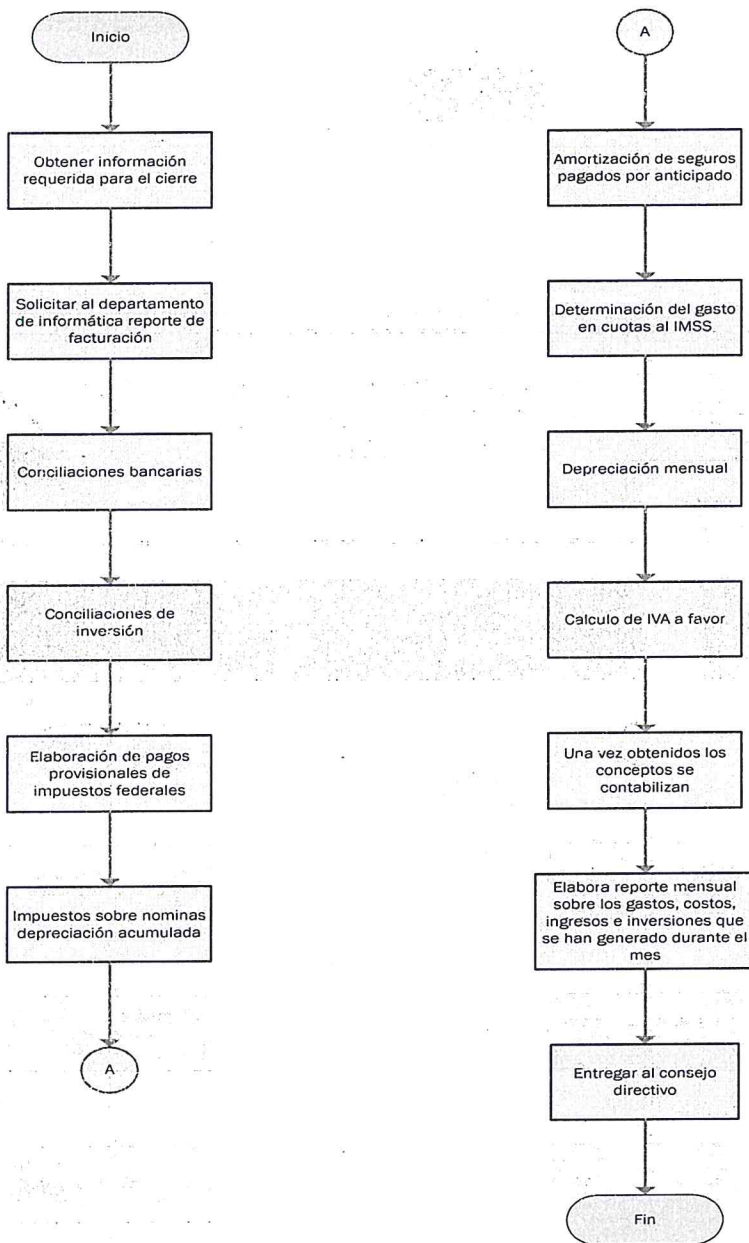 Inicio
Obtener información
requerida para el cierre
Solicitar al departamento
de informática reporte de
facturación
Conciliaciones bancarias
Conciliaciones de
inversión
Elaboración de pagos
provisionales de
impuestos federales
Impuestos sobre nominas
depreciación acumulada
A
A
Amortización de seguros
pagados por anticipado
Determinación del gasto
en cuotas al IMSS
Depreciación mensual
Calculo de IVA a favor
Una vez obtenidos los
conceptos se
contabilizan
Elabora reporte mensual
sobre los gastos, costos,
ingresos e inversiones que
se han generado durante el
mes
Entregar al consejo
directivo
Fin